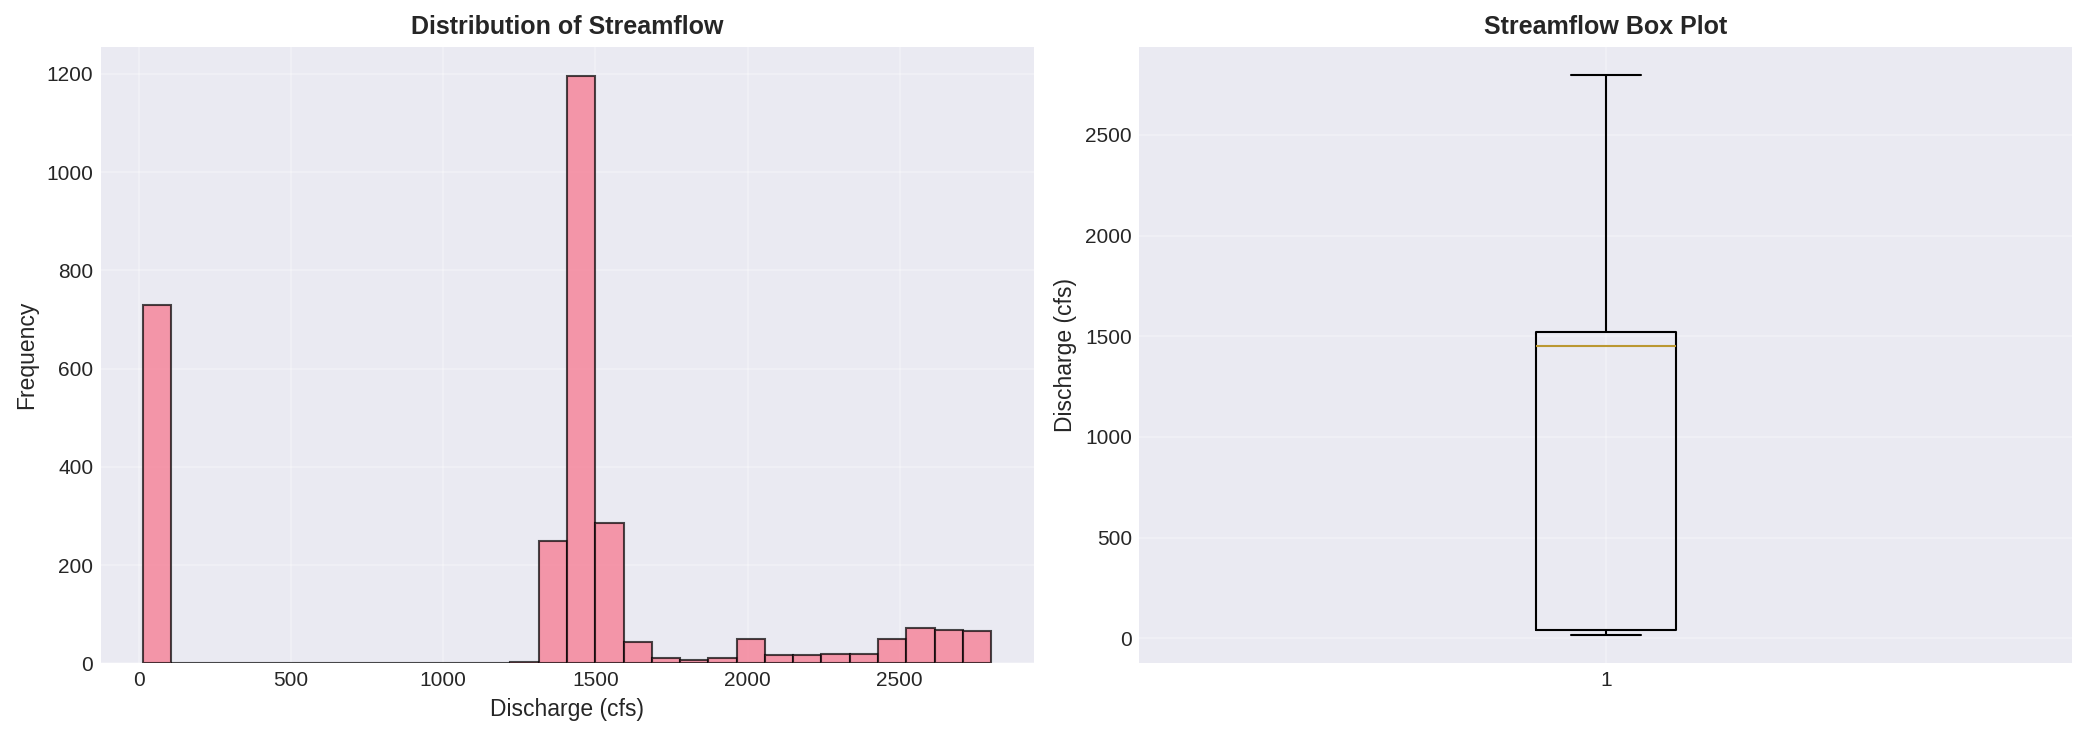 Distribution of Streamflow
1200
1000
800
600
400
200
0
Frequency
0 500 1000 1500 2000 2500
Discharge (cfs)
Streamflow Box Plot
2500
2000
1500
1000
500
0
Discharge (cfs)
1